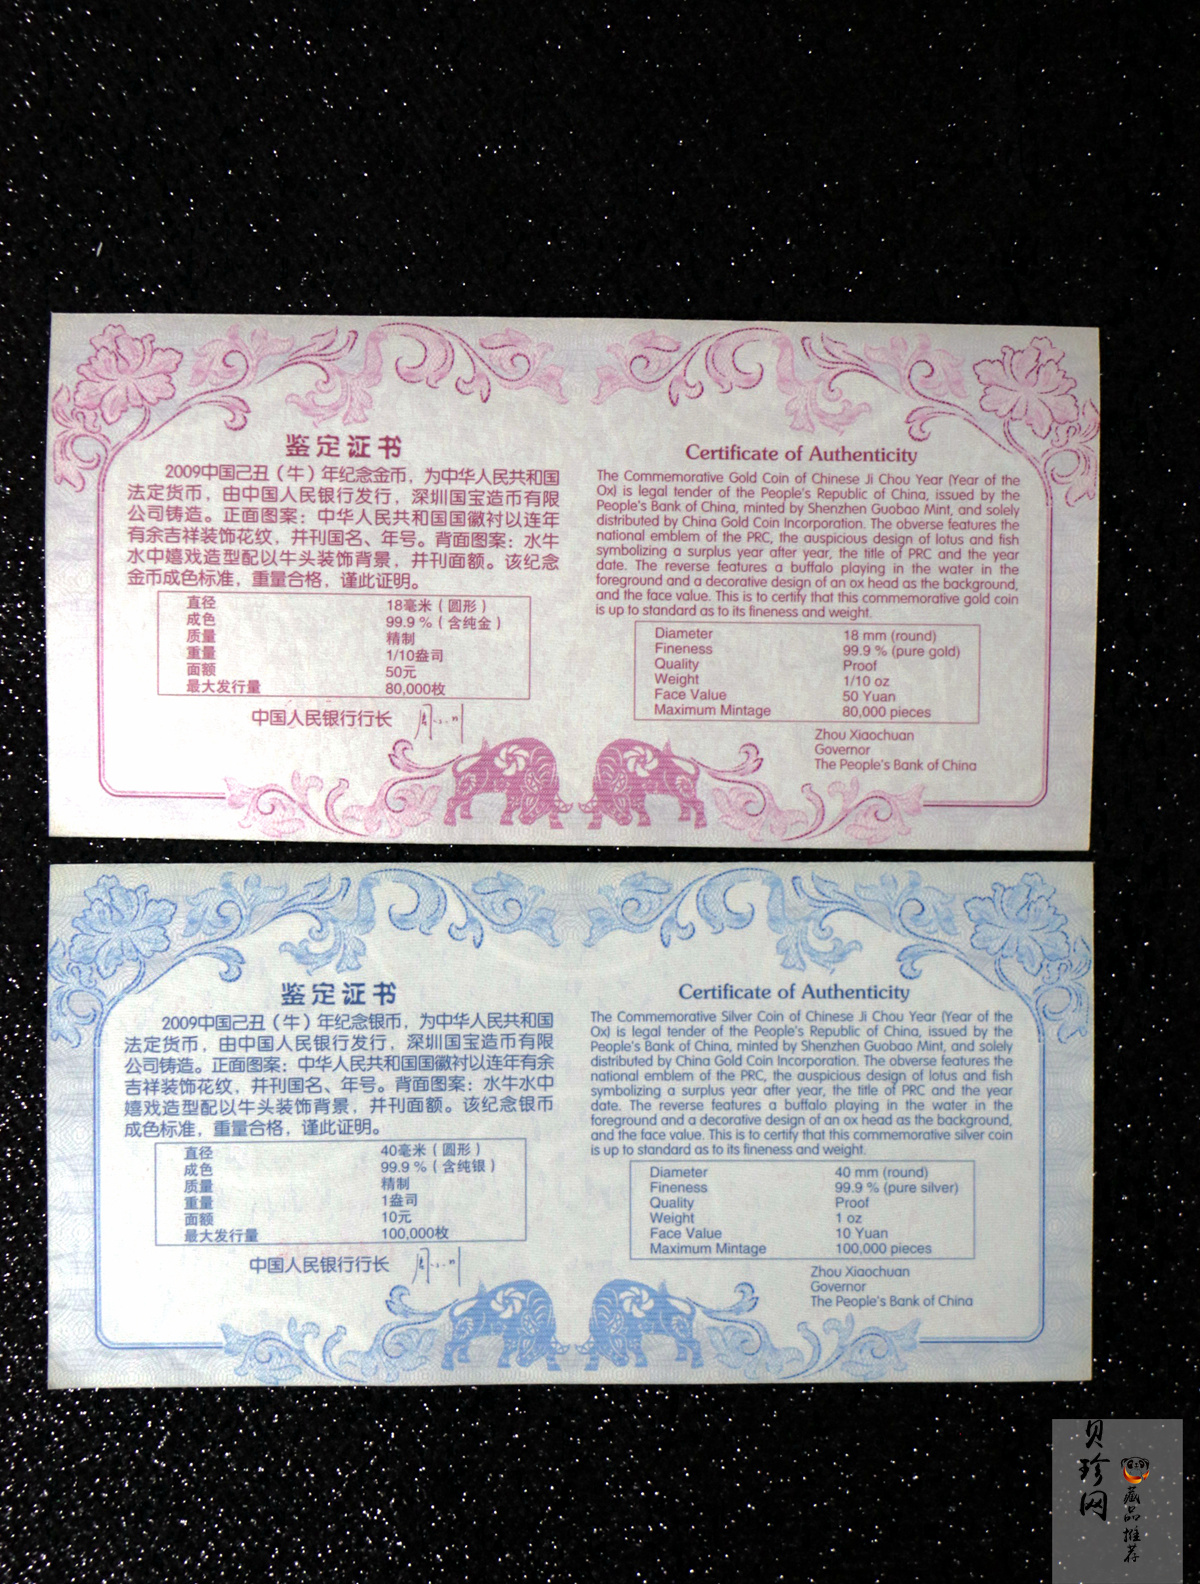 鉴定证书
2009中国己丑（牛）年纪念金币，为中华人民共和国
法定货币，由中国人民银行发行，深圳国宝造币有限
公司铸造。正面图案：中华人民共和国国徽衬以连年
有余吉祥装饰花纹，并刊国名、年号。背面图案：水牛
水中嬉戏造型配以牛头装饰背景，并刊面额。该纪念
金币成色标准，重量合格，谨此证明。
直径 18毫米（圆形）
成色 99.9 %（含纯金）
质量 精制
重量 1/10盎司
面额 50元
最大发行量 80,000枚
中国人民银行行长
Certificate of Authenticity
The Commemorative Gold Coin of Chinese Ji Chou Year (Year of the
Ox) is legal tender of the People's Republic of China, issued by the
People's Bank of China, minted by Shenzhen Guobao Mint, and solely
distributed by China Gold Coin Incorporation. The obverse features the
national emblem of the PRC, the auspicious design of lotus and fish
symbolizing a surplus year after year, the title of PRC and the year
date. The reverse features a buffalo playing in the water in the
foreground and a decorative design of an ox head as the background,
and the face value. This is to certify that this commemorative gold coin
is up to standard as to its fineness and weight.
Diameter 18 mm (round)
Fineness 99.9 % (pure gold)
Quality Proof
Weight 1/10 oz
Face Value 50 Yuan
Maximum Mintage 80,000 pieces
Zhou Xiaochuan
Governor
The People's Bank of China
鉴定证书
2009中国己丑（牛）年纪念银币，为中华人民共和国
法定货币，由中国人民银行发行，深圳国宝造币有限
公司铸造。正面图案：中华人民共和国国徽衬以连年有余
吉祥装饰花纹，并刊国名、年号。背面图案：水牛水中
嬉戏造型配以牛头装饰背景，并刊面额。该纪念银币
成色标准，重量合格，谨此证明。
直径 40毫米（圆形）
成色 99.9 %（含纯银）
质量 精制
重量 1盎司
面额 10元
最大发行量 100,000枚
中国人民银行行长
Certificate of Authenticity
The Commemorative Silver Coin of Chinese Ji Chou Year (Year of the
Ox) is legal tender of the People's Republic of China, issued by the
People's Bank of China, minted by Shenzhen Guobao Mint, and solely
distributed by China Gold Coin Incorporation. The obverse features the
national emblem of the PRC, the auspicious design of lotus and fish
symbolizing a surplus year after year, the title of PRC and the year
date. The reverse features a buffalo playing in the water in the
foreground and a decorative design of an ox head as the background,
and the face value. This is to certify that this commemorative silver coin
is up to standard as to its fineness and weight.
Diameter 40 mm (round)
Fineness 99.9 % (pure silver)
Quality Proof
Weight 1 oz
Face Value 10 Yuan
Maximum Mintage 100,000 pieces
Zhou Xiaochuan
Governor
The People's Bank of China
贝珍网
藏品推荐